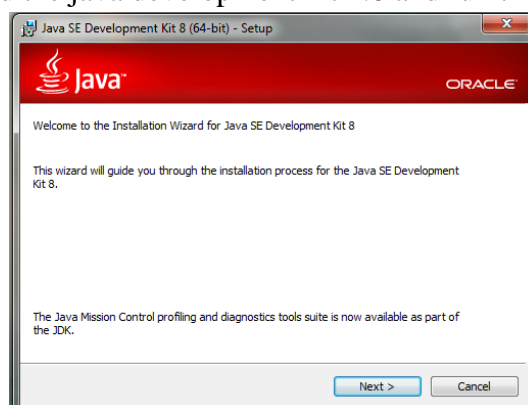 Java SE Development Kit 8 (64-bit) - Setup
Java™
ORACLE®
Welcome to the Installation Wizard for Java SE Development Kit 8
This wizard will guide you through the installation process for the Java SE Development
Kit 8.
The Java Mission Control profiling and diagnostics tools suite is now available as part of
the JDK.
Next >
Cancel